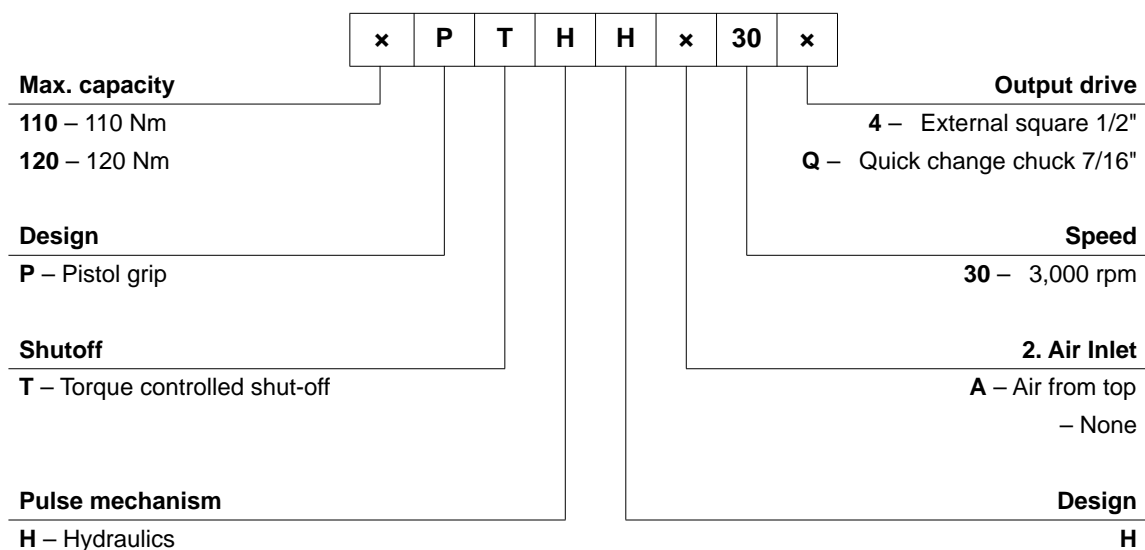 × P T H H × 30 ×
Max. capacity
110 – 110 Nm
120 – 120 Nm
Design
P – Pistol grip
Shutoff
T – Torque controlled shut-off
Pulse mechanism
H – Hydraulics
Output drive
4 – External square 1/2"
Q – Quick change chuck 7/16"
Speed
30 – 3,000 rpm
2. Air Inlet
A – Air from top
– None
Design
H